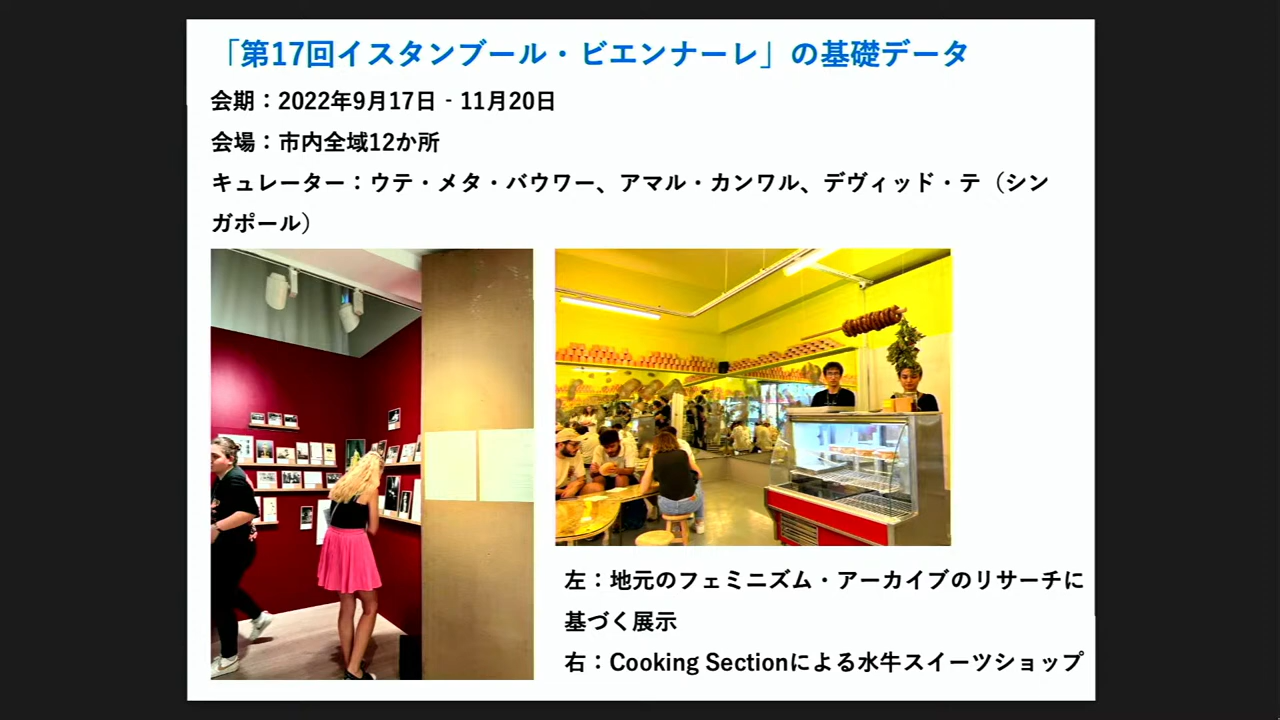 「第17回イスタンブール・ビエンナーレ」の基礎データ
会期：2022年9月17日 - 11月20日
会場：市内全域12か所
キュレーター：ウテ・メタ・バウワー、アマル・カンワル、デヴィッド・テ（シン
ガポール）
左：地元のフェミニズム・アーカイブのリサーチに
基づく展示
右：Cooking Sectionによる水牛スイーツショップ